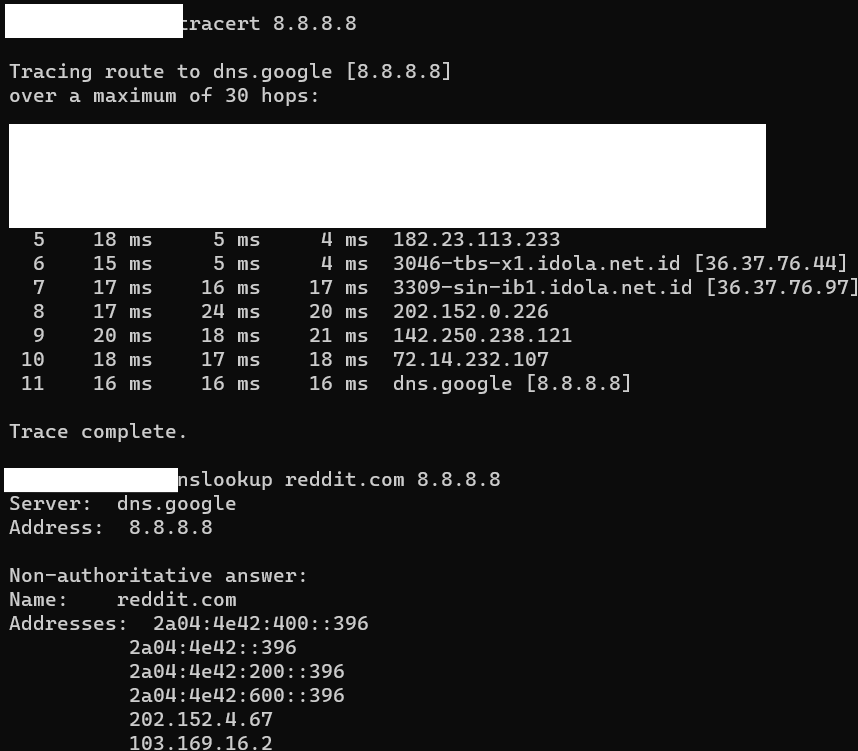 tracert 8.8.8.8
Tracing route to dns.google [8.8.8.8]
over a maximum of 30 hops:
5 18 ms 5 ms 4 ms 182.23.113.233
6 15 ms 5 ms 4 ms 3046-tbs-x1.idola.net.id [36.37.76.44]
7 17 ms 16 ms 17 ms 3309-sin-ib1.idola.net.id [36.37.76.97]
8 17 ms 24 ms 20 ms 202.152.0.226
9 20 ms 18 ms 21 ms 142.250.238.121
10 18 ms 17 ms 18 ms 72.14.232.107
11 16 ms 16 ms 16 ms dns.google [8.8.8.8]
Trace complete.
nslookup reddit.com 8.8.8.8
Server: dns.google
Address: 8.8.8.8
Non-authoritative answer:
Name: reddit.com
Addresses: 2a04:4e42:400::396
2a04:4e42::396
2a04:4e42:200::396
2a04:4e42:600::396
202.152.4.67
103.169.16.2